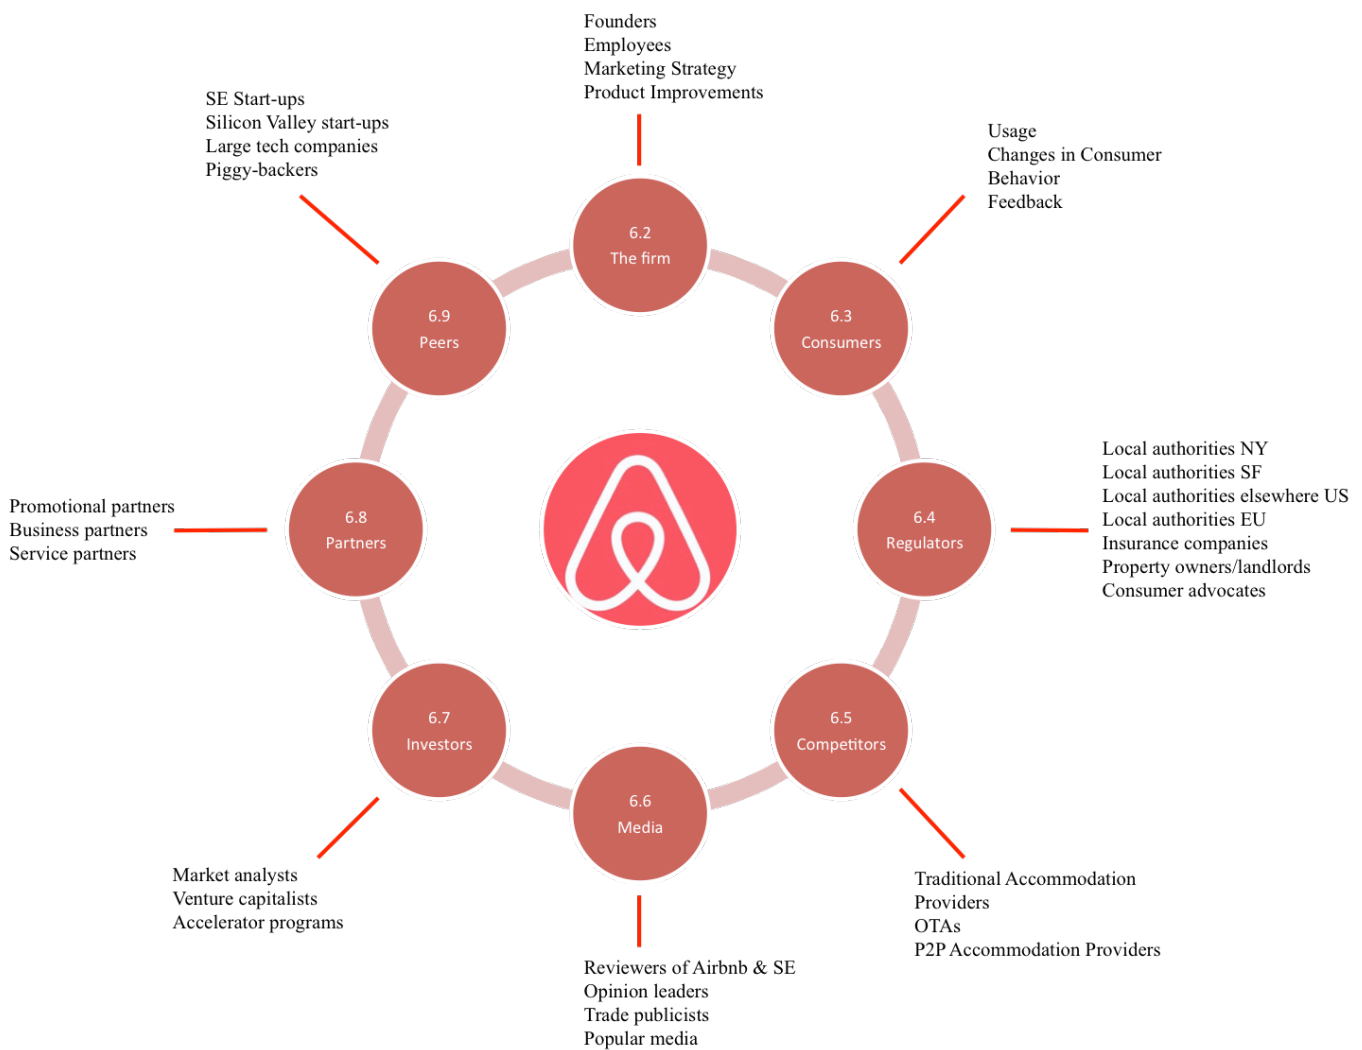 Founders
Employees
Marketing Strategy
Product Improvements
SE Start-ups
Silicon Valley start-ups
Large tech companies
Piggy-backers
Usage
Changes in Consumer
Behavior
Feedback
6.2
The firm
6.9
Peers
6.3
Consumers
Local authorities NY
Local authorities SF
Local authorities elsewhere US
Local authorities EU
Insurance companies
Property owners/landlords
Consumer advocates
Promotional partners
Business partners
Service partners
6.8
Partners
6.4
Regulators
6.7
Investors
6.5
Competitors
6.6
Media
Market analysts
Venture capitalists
Accelerator programs
Traditional Accommodation
Providers
OTAs
P2P Accommodation Providers
Reviewers of Airbnb & SE
Opinion leaders
Trade publicists
Popular media